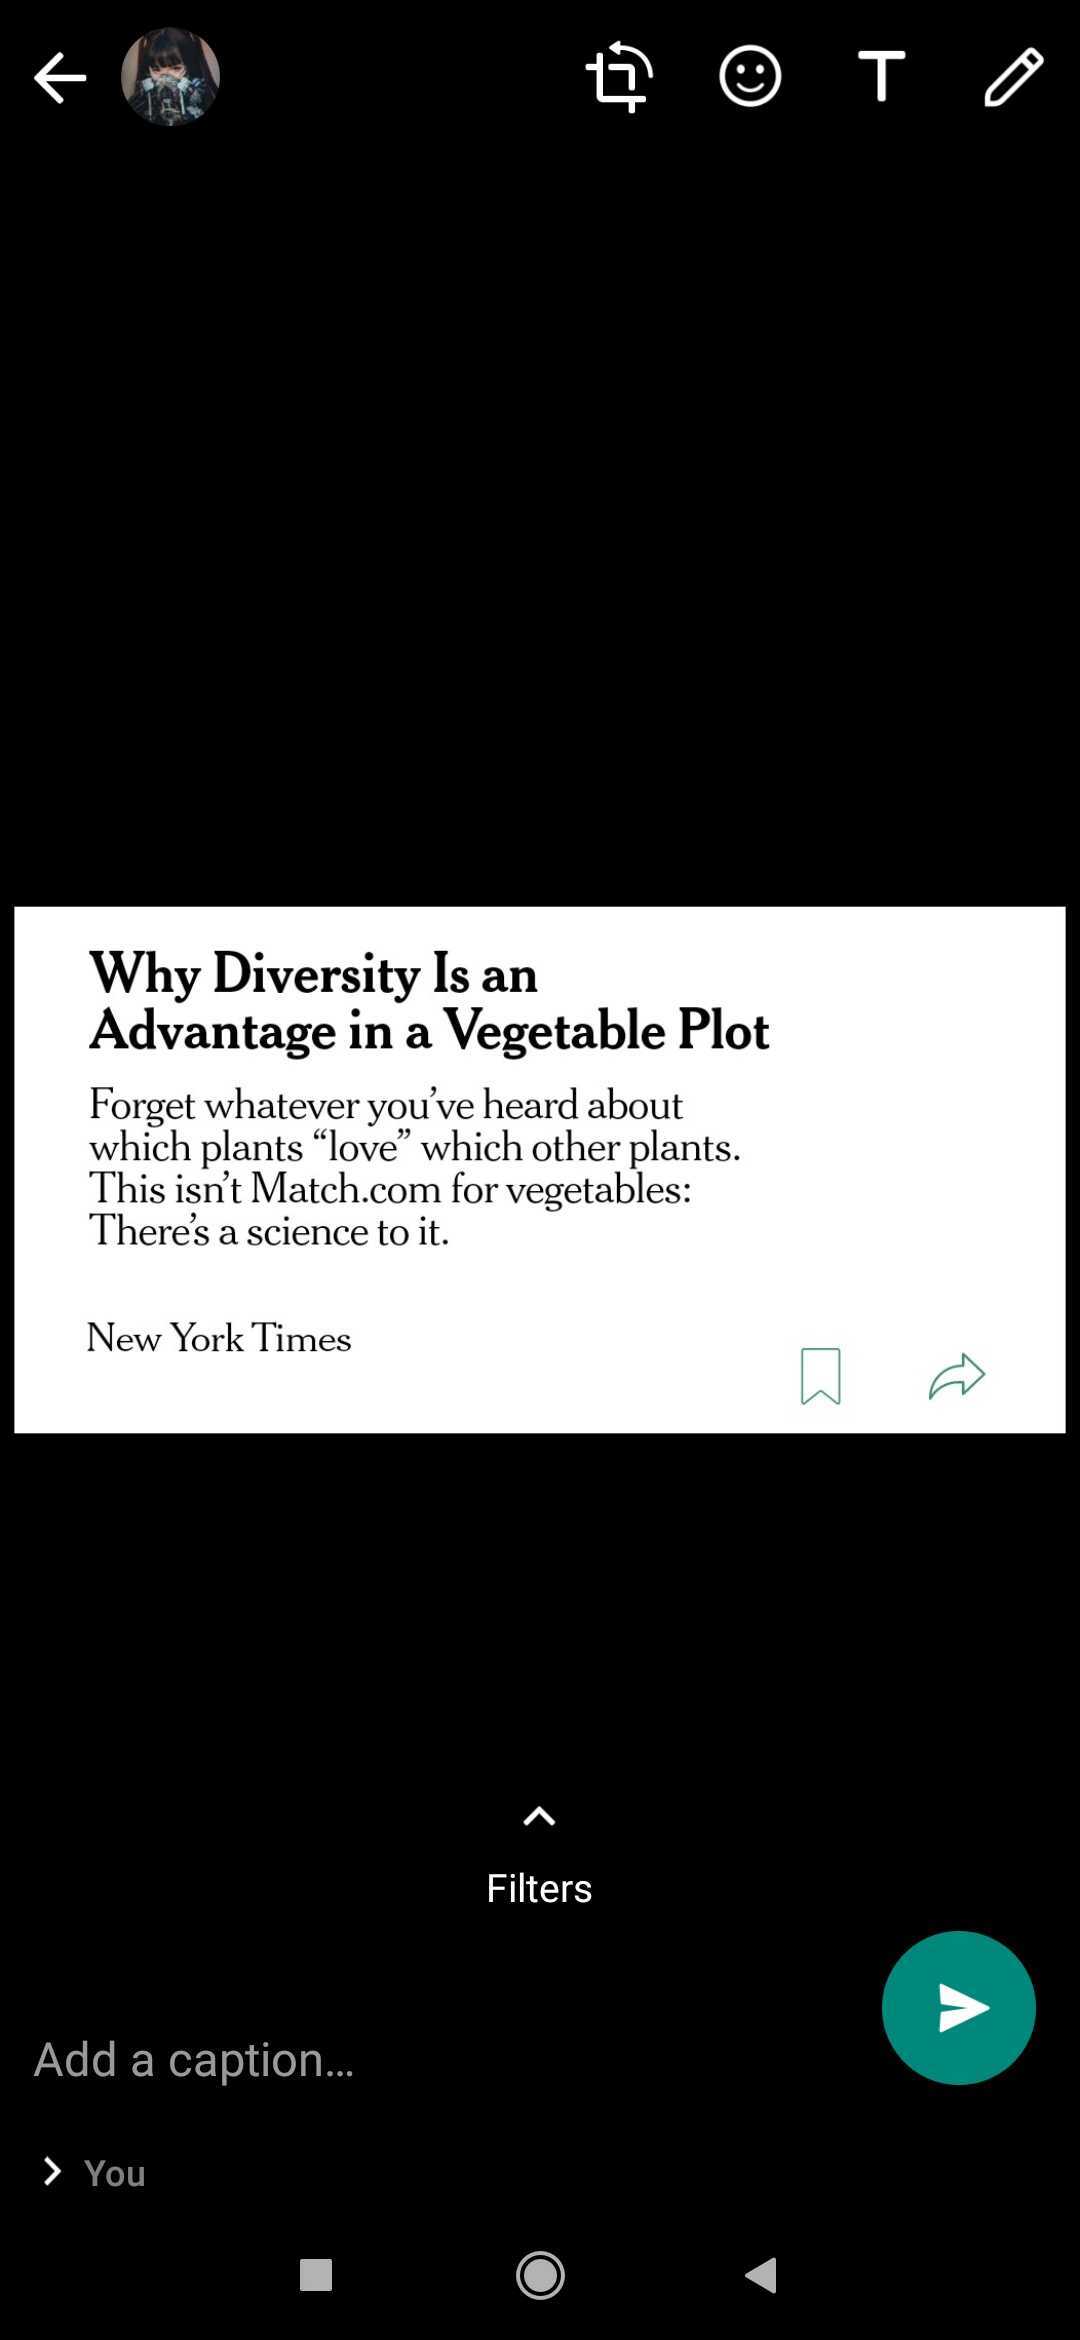 Why Diversity Is an
Advantage in a Vegetable Plot
Forget whatever you’ve heard about
which plants “love” which other plants.
This isn’t Match.com for vegetables:
There’s a science to it.
New York Times
Filters
Add a caption...
You